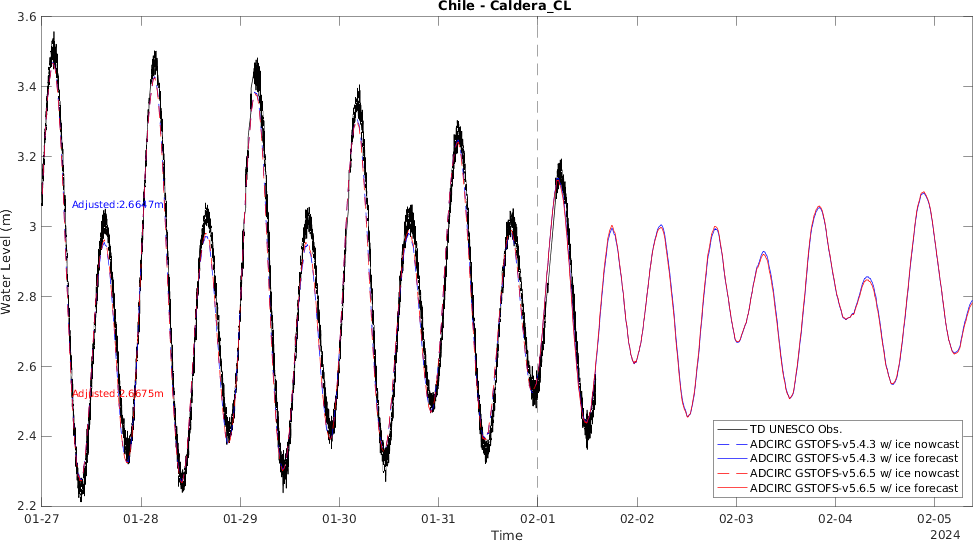 Chile - Caldera_CL
3.6
3.4
3.2
3
2.8
2.6
2.4
2.2
Water Level (m)
Adjusted:2.6647m
Adjusted:2.6675m
TD UNESCO Obs.
ADCIRC GSTOFS-v5.4.3 w/ ice nowcast
ADCIRC GSTOFS-v5.4.3 w/ ice forecast
ADCIRC GSTOFS-v5.6.5 w/ ice nowcast
ADCIRC GSTOFS-v5.6.5 w/ ice forecast
01-27 01-28 01-29 01-30 01-31 02-01 02-02 02-03 02-04 02-05
Time
2024